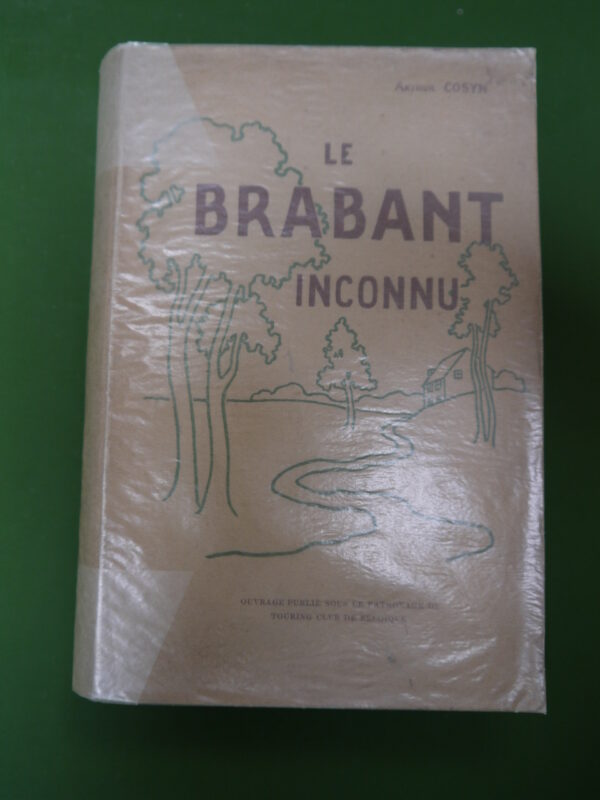 ARTHUR COSYN
LE
BRABANT
INCONNU
OUVRAGE PUBLIÉ SOUS LE PATRONAGE DU
TOURING CLUB DE BELGIQUE